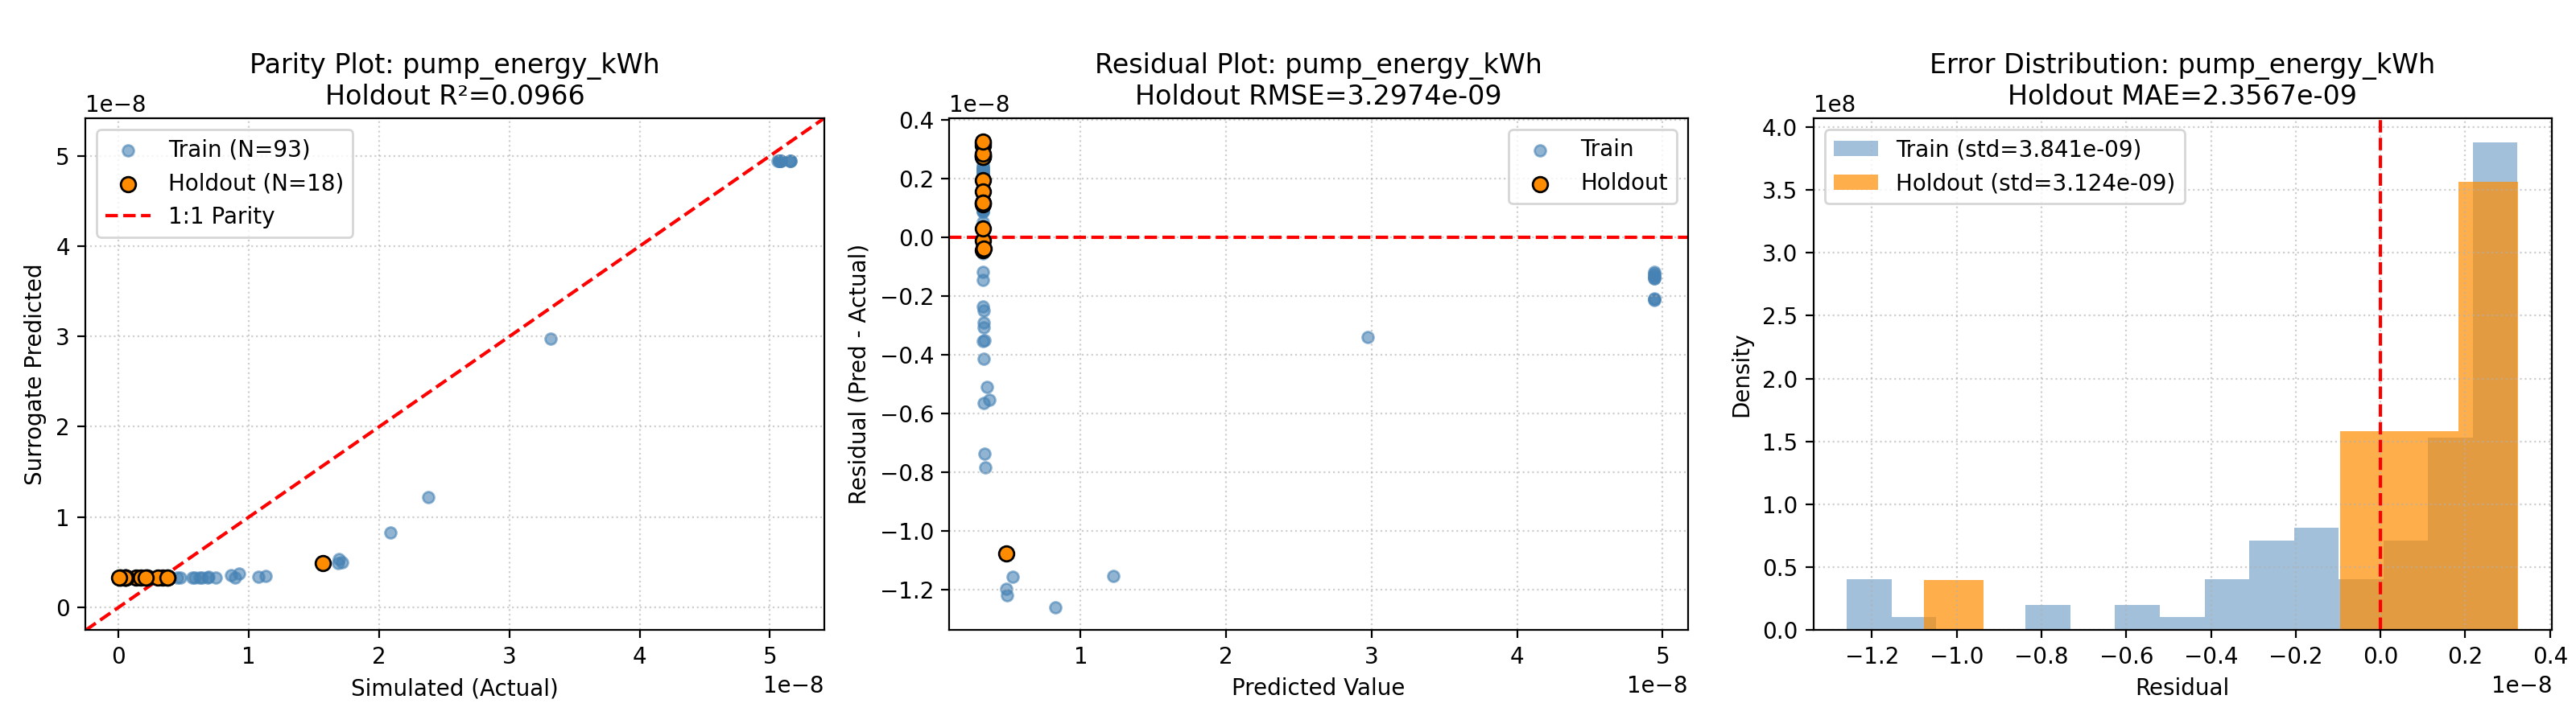 Parity Plot: pump_energy_kWh
Holdout R²=0.0966
1e−8
Train (N=93)
Holdout (N=18)
1:1 Parity
5
4
3
2
1
0
Surrogate Predicted
0 1 2 3 4 5
1e−8
Simulated (Actual)
Residual Plot: pump_energy_kWh
Holdout RMSE=3.2974e-09
1e−8
Train
Holdout
0.4
0.2
0.0
−0.2
−0.4
−0.6
−0.8
−1.0
−1.2
Residual (Pred - Actual)
1 2 3 4 5
1e−8
Predicted Value
Error Distribution: pump_energy_kWh
Holdout MAE=2.3567e-09
1e8
Train (std=3.841e-09)
Holdout (std=3.124e-09)
4.0
3.5
3.0
2.5
2.0
1.5
1.0
0.5
0.0
Density
−1.2 −1.0 −0.8 −0.6 −0.4 −0.2 0.0 0.2 0.4
1e−8
Residual